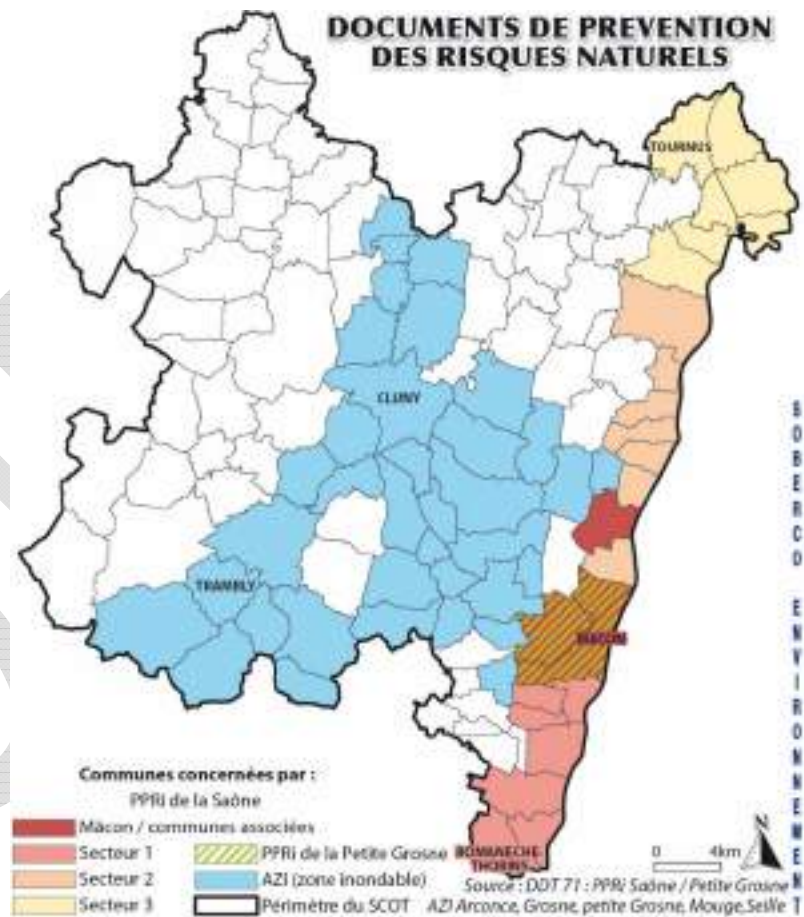 DOCUMENTS DE PREVENTION
DES RISQUES NATURELS
TOURNUS
CLUNY
TRAMBLY
MACON
ROMANECHE-
THORINS
Communes concernées par :
PPRi de la Saône
Mâcon / communes associées
Secteur 1
Secteur 2
Secteur 3
PPRi de la Petite Grosne
AZI (zone inondable)
Périmètre du SCOT
N
0 4km
Source : DDT 71 : PPRi Saône / Petite Grosne
AZI Arconce, Grosne, petite Grosne, Mouge, Seille
SOBERCO ENVIRONNEMENT